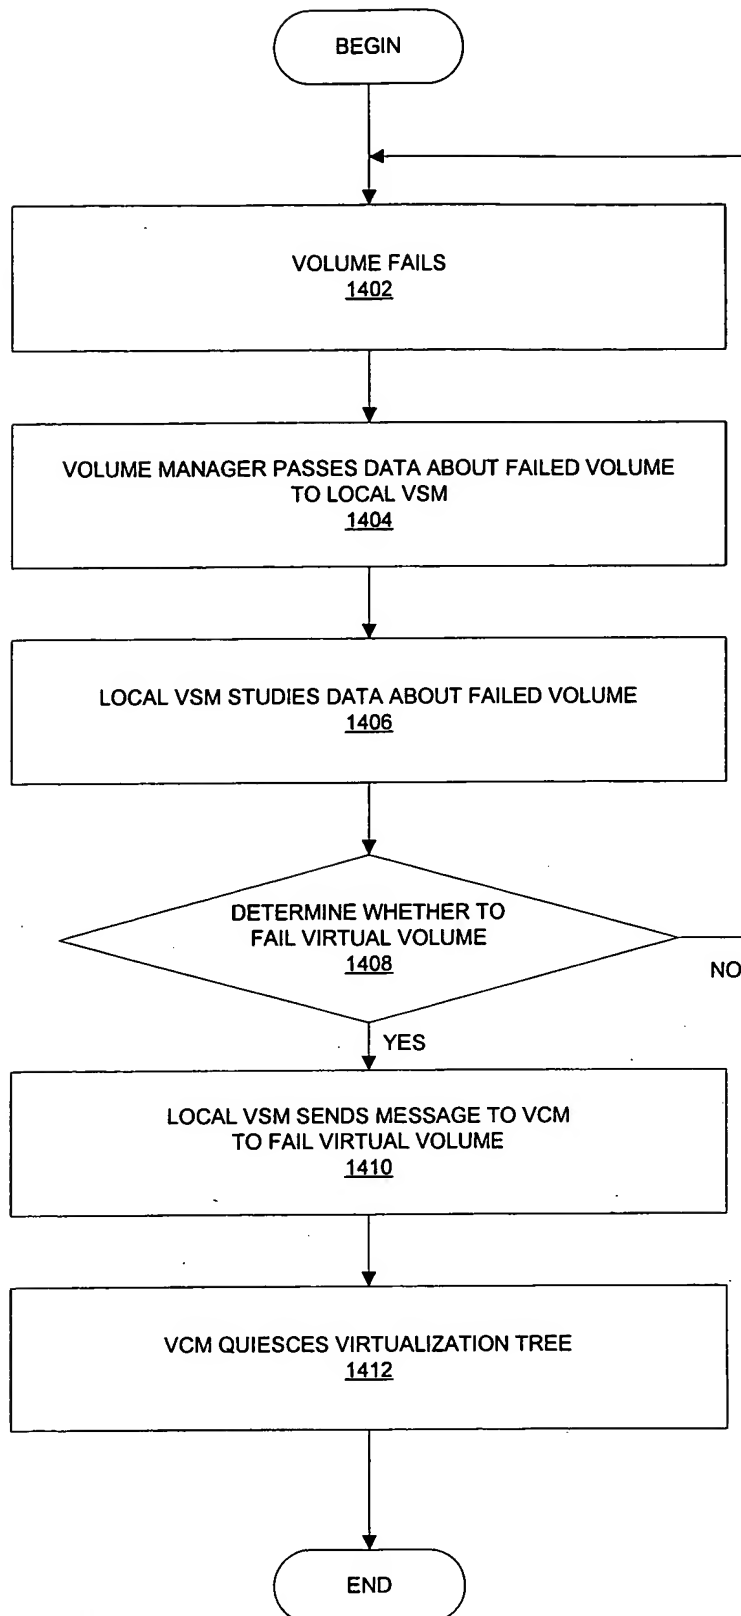 BEGIN
VOLUME FAILS
1402
VOLUME MANAGER PASSES DATA ABOUT FAILED VOLUME
TO LOCAL VSM
1404
LOCAL VSM STUDIES DATA ABOUT FAILED VOLUME
1406
DETERMINE WHETHER TO
FAIL VIRTUAL VOLUME
1408
NO
YES
LOCAL VSM SENDS MESSAGE TO VCM
TO FAIL VIRTUAL VOLUME
1410
VCM QUIESCES VIRTUALIZATION TREE
1412
END